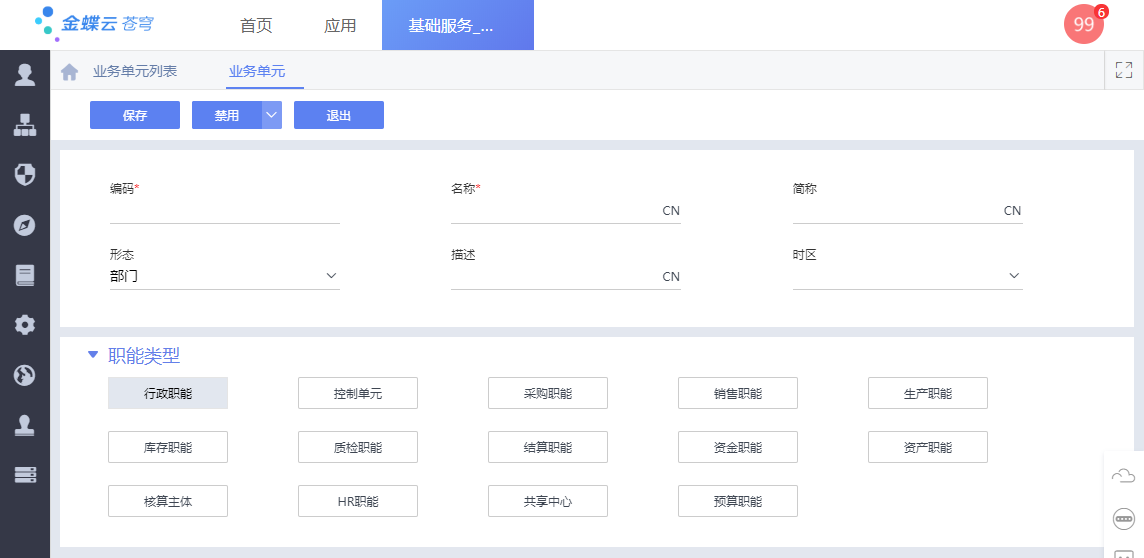 金蝶云 苍穹 首页 应用 基础服务_... 99 6
业务单元列表 业务单元
保存 禁用 退出
编码* 名称* 简称
CN CN
形态 描述 时区
部门 CN
职能类型
行政职能 控制单元 采购职能 销售职能 生产职能
库存职能 质检职能 结算职能 资金职能 资产职能
核算主体 HR职能 共享中心 预算职能